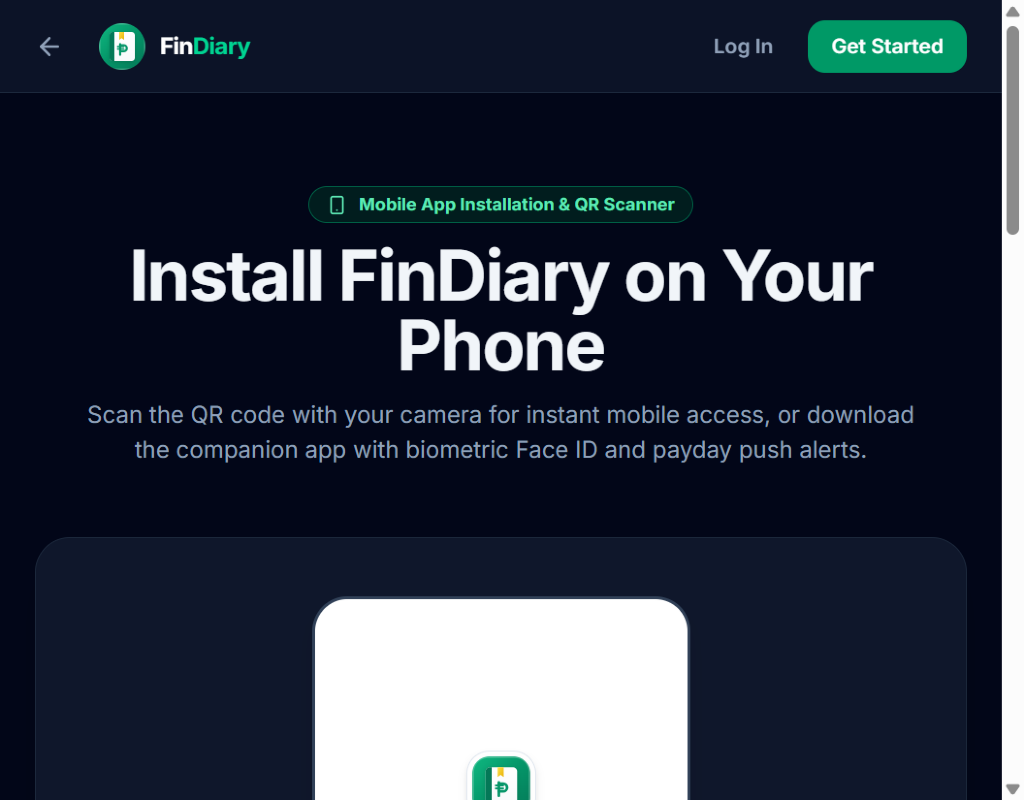 FinDiary
Log In
Get Started
Mobile App Installation & QR Scanner
Install FinDiary on Your
Phone
Scan the QR code with your camera for instant mobile access, or download
the companion app with biometric Face ID and payday push alerts.